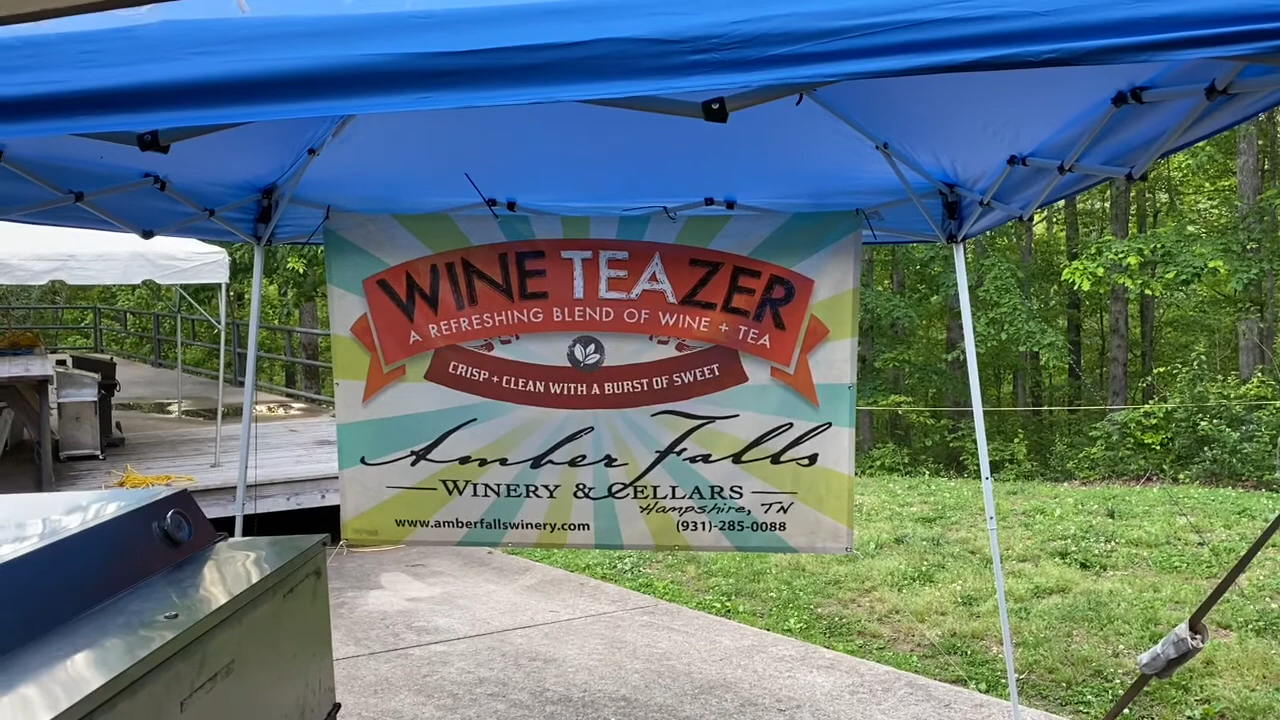 WINE TEAZER
A REFRESHING BLEND OF WINE + TEA
CRISP + CLEAN WITH A BURST OF SWEET
Amber Falls
WINERY & CELLARS
Hampshire, TN
www.amberfallswinery.com (931)-285-0088